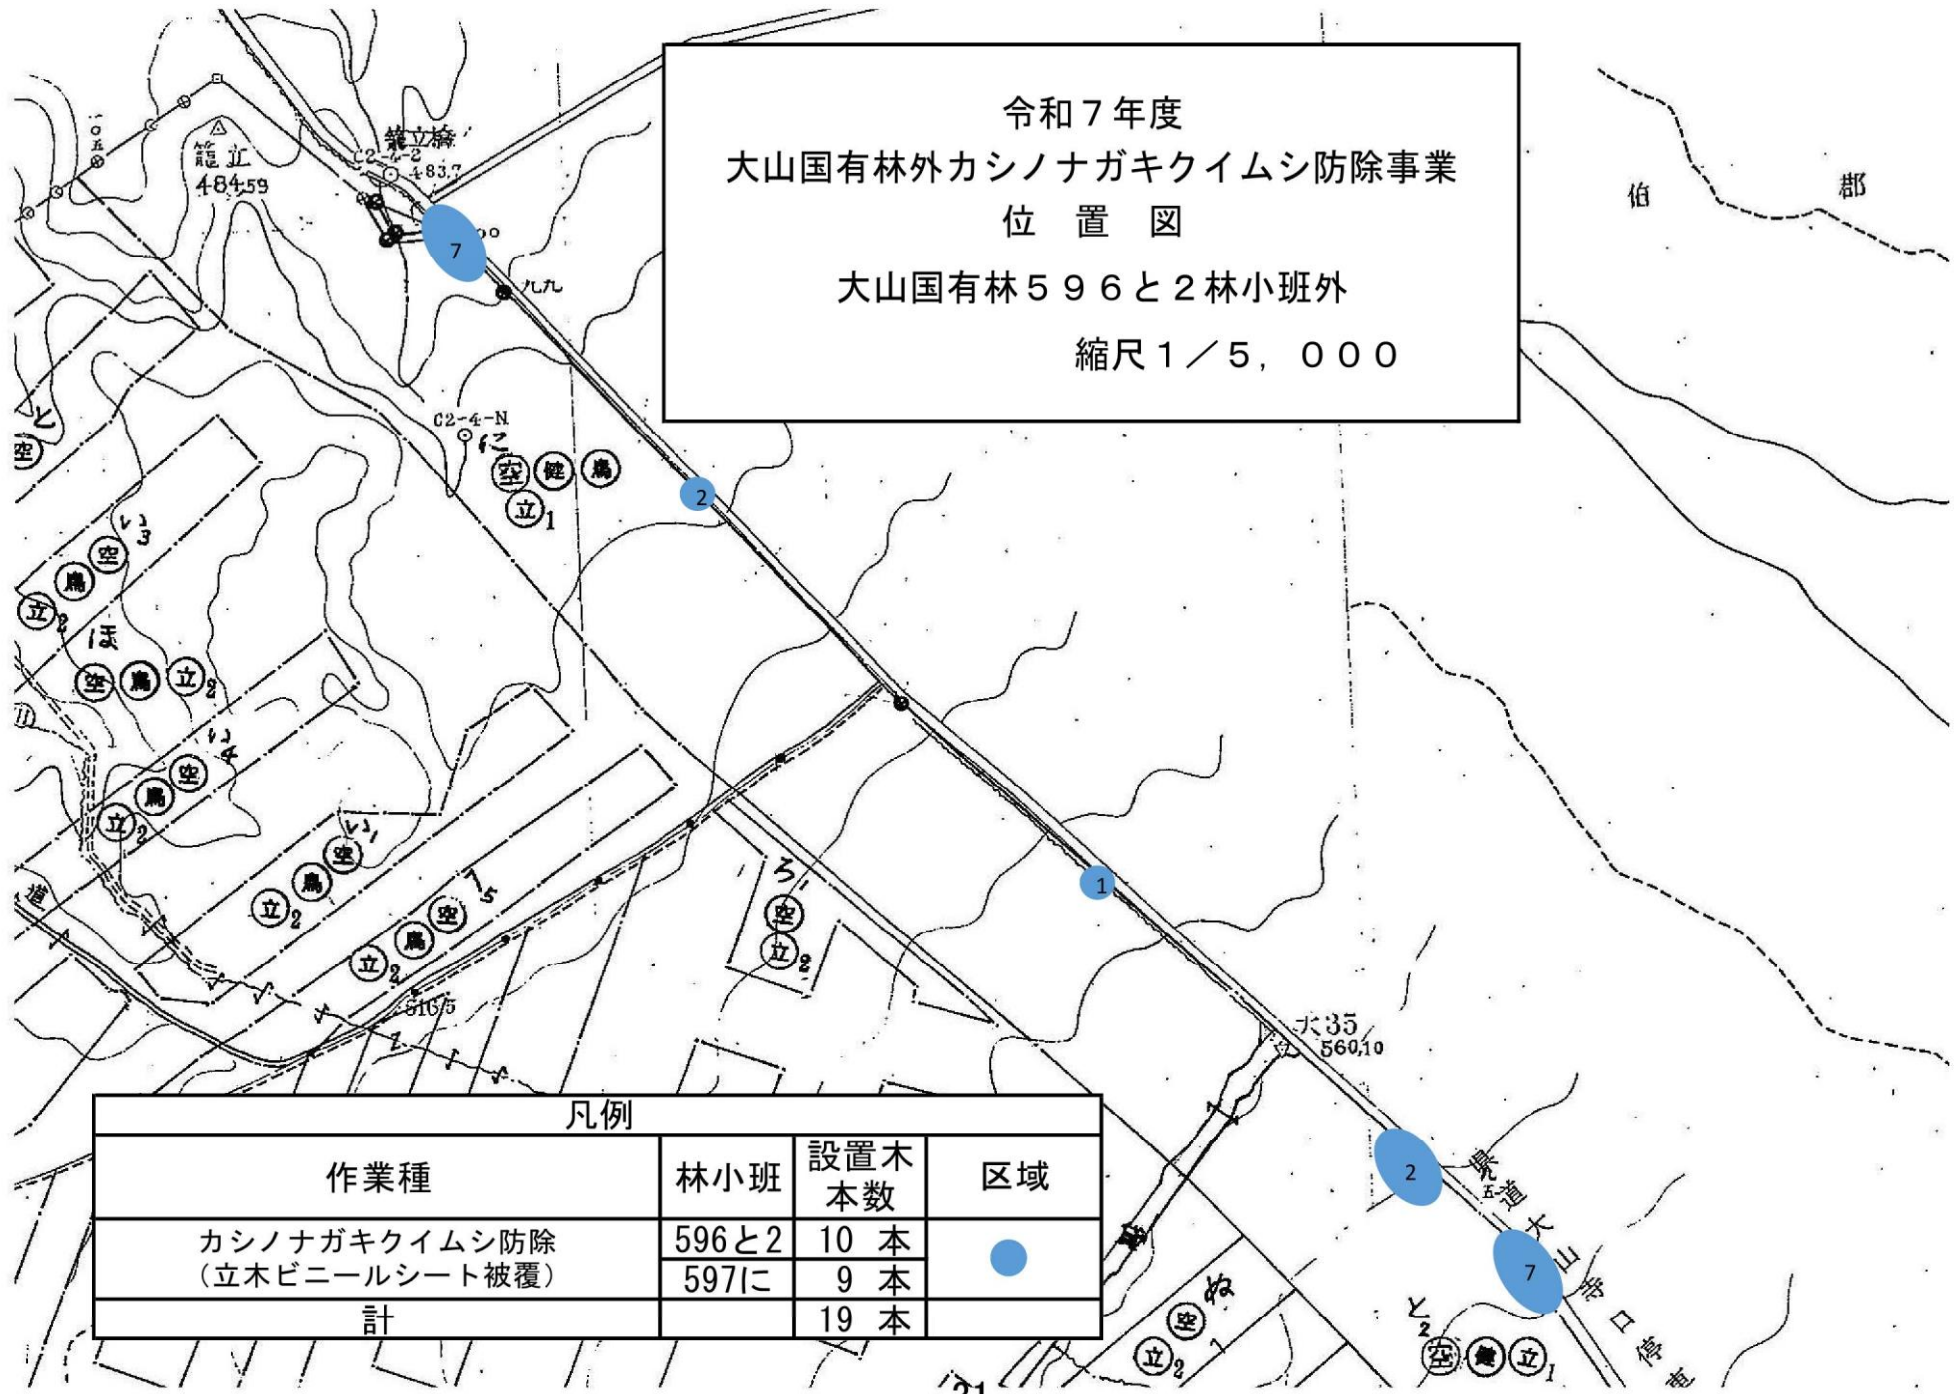 令和７年度
大山国有林外カシノナガキクイムシ防除事業
位 置 図
大山国有林５９６と２林小班外
縮尺１／５，０００
伯 郡
一〇五
籠立
484.59
籠立橋
C2-4-2
483.7
7
九九
C2-4-N
に
空 健 鳥
立1
2
と
空
い3
空
鳥
立2
ほ
空 鳥 立2
い4
空
鳥
立2
い1
空
鳥
立2
空
鳥
立2
道
516.5
ろ1
空
立2
1
大35
560.10
2
7
県道大山寺口停車
ぬ1
空
立2
と2
空 健 立1
21
凡例
作業種 林小班 設置木本数 区域
カシノナガキクイムシ防除
（立木ビニールシート被覆）
596と2 10 本
597に 9 本
計 19 本